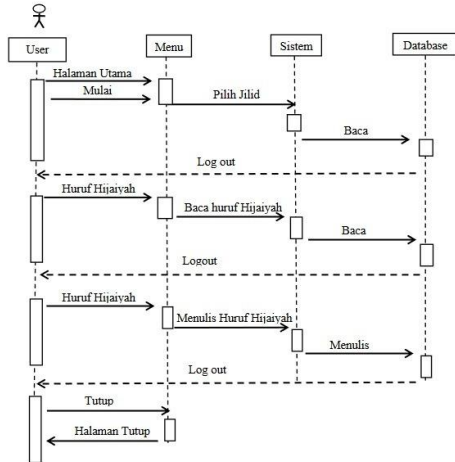 User
Menu
Sistem
Database
Halaman Utama
Mulai
Pilih Jilid
Baca
Log out
Huruf Hijaiyah
Baca huruf Hijaiyah
Baca
Logout
Huruf Hijaiyah
Menulis Huruf Hijaiyah
Menulis
Log out
Tutup
Halaman Tutup